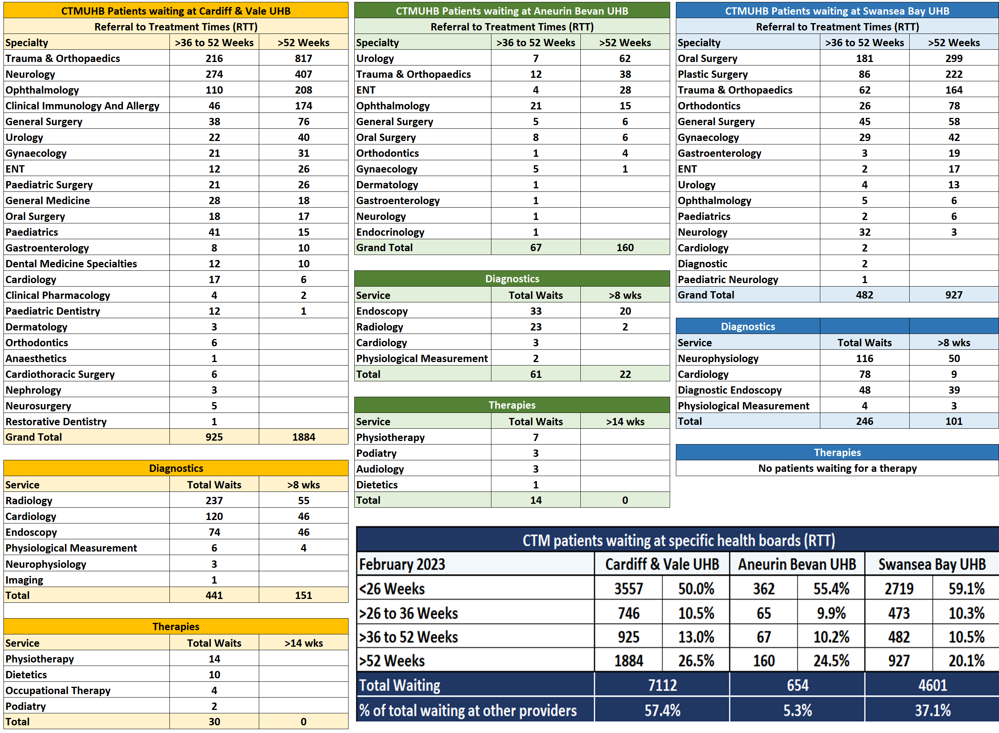 CTMUHB Patients waiting at Cardiff & Vale UHB
Referral to Treatment Times (RTT)
Specialty >36 to 52 Weeks >52 Weeks
Trauma & Orthopaedics 216 817
Neurology 274 407
Ophthalmology 110 208
Clinical Immunology And Allergy 46 174
General Surgery 38 76
Urology 22 40
Gynaecology 21 31
ENT 12 26
Paediatric Surgery 21 26
General Medicine 28 18
Oral Surgery 18 17
Paediatrics 41 15
Gastroenterology 8 10
Dental Medicine Specialties 12 10
Cardiology 17 6
Clinical Pharmacology 4 2
Paediatric Dentistry 12 1
Dermatology 3
Orthodontics 6
Anaesthetics 1
Cardiothoracic Surgery 6
Nephrology 3
Neurosurgery 5
Restorative Dentistry 1
Grand Total 925 1884
Diagnostics
Service Total Waits >8 wks
Radiology 237 55
Cardiology 120 46
Endoscopy 74 46
Physiological Measurement 6 4
Neurophysiology 3
Imaging 1
Total 441 151
Therapies
Service Total Waits >14 wks
Physiotherapy 14
Dietetics 10
Occupational Therapy 4
Podiatry 2
Total 30 0
CTMUHB Patients waiting at Aneurin Bevan UHB
Referral to Treatment Times (RTT)
Specialty >36 to 52 Weeks >52 Weeks
Urology 7 62
Trauma & Orthopaedics 12 38
ENT 4 28
Ophthalmology 21 15
General Surgery 5 6
Oral Surgery 8 6
Orthodontics 1 4
Gynaecology 5 1
Dermatology 1
Gastroenterology 1
Neurology 1
Endocrinology 1
Grand Total 67 160
Diagnostics
Service Total Waits >8 wks
Endoscopy 33 20
Radiology 23 2
Cardiology 3
Physiological Measurement 2
Total 61 22
Therapies
Service Total Waits >14 wks
Physiotherapy 7
Podiatry 3
Audiology 3
Dietetics 1
Total 14 0
CTMUHB Patients waiting at Swansea Bay UHB
Referral to Treatment Times (RTT)
Specialty >36 to 52 Weeks >52 Weeks
Oral Surgery 181 299
Plastic Surgery 86 222
Trauma & Orthopaedics 62 164
Orthodontics 26 78
General Surgery 45 58
Gynaecology 29 42
Gastroenterology 3 19
ENT 2 17
Urology 4 13
Ophthalmology 5 6
Paediatrics 2 6
Neurology 32 3
Cardiology 2
Diagnostic 2
Paediatric Neurology 1
Grand Total 482 927
Diagnostics
Service Total Waits >8 wks
Neurophysiology 116 50
Cardiology 78 9
Diagnostic Endoscopy 48 39
Physiological Measurement 4 3
Total 246 101
Therapies
No patients waiting for a therapy
CTM patients waiting at specific health boards (RTT)
February 2023 Cardiff & Vale UHB Aneurin Bevan UHB Swansea Bay UHB
<26 Weeks 3557 50.0% 362 55.4% 2719 59.1%
>26 to 36 Weeks 746 10.5% 65 9.9% 473 10.3%
>36 to 52 Weeks 925 13.0% 67 10.2% 482 10.5%
>52 Weeks 1884 26.5% 160 24.5% 927 20.1%
Total Waiting 7112 654 4601
% of total waiting at other providers 57.4% 5.3% 37.1%